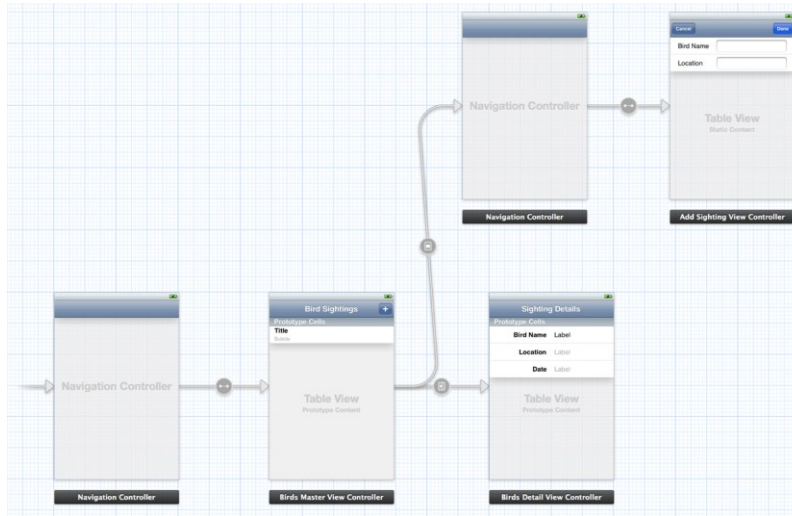 Navigation Controller
Navigation Controller
Cancel
Done
Bird Name
Location
Table View
Static Content
Add Sighting View Controller
Navigation Controller
Navigation Controller
Bird Sightings
+
Prototype Cells
Title
Subtitle
Table View
Prototype Content
Birds Master View Controller
Sighting Details
Prototype Cells
Bird Name Label
Location Label
Date Label
Table View
Prototype Content
Birds Detail View Controller